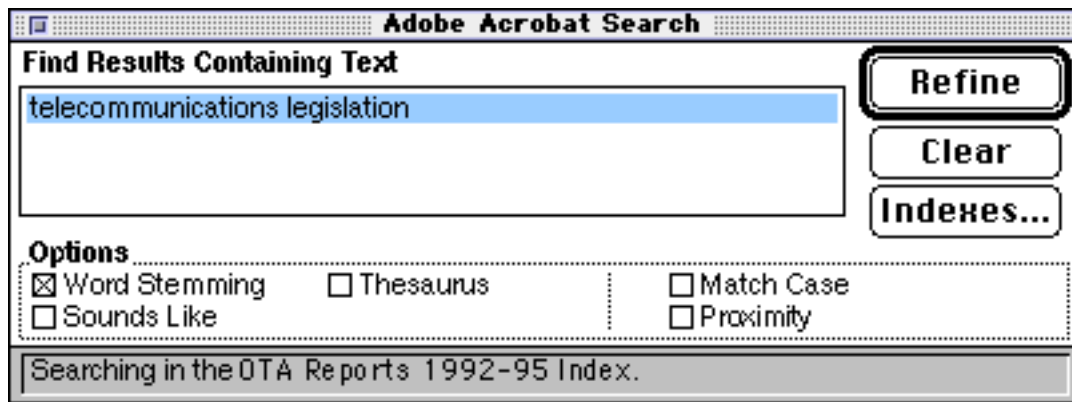 Adobe Acrobat Search
Find Results Containing Text
Refine
telecommunications legislation
Clear
Indexes...
Options
Word Stemming
Thesaurus
Match Case
Sounds Like
Proximity
Searching in the OTA Reports 1992-95 Index.